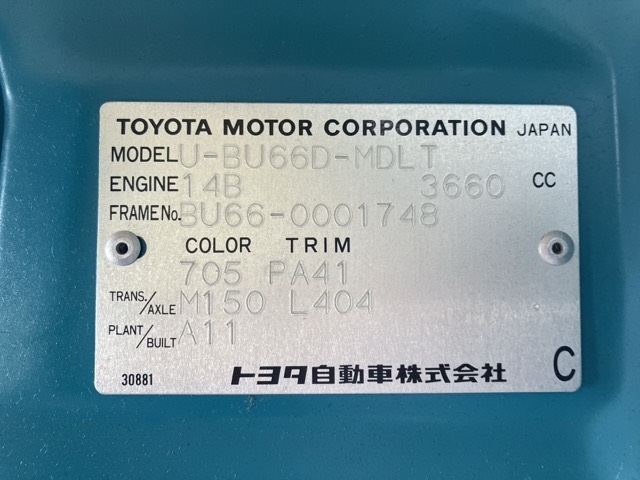 TOYOTA MOTOR CORPORATION JAPAN
MODEL U-BU66D-MDLT
ENGINE 14B 3660 CC
FRAME No. BU66-0001748
COLOR TRIM
705 PA41
TRANS./AXLE M150 L404
PLANT/BUILT A11
30881 トヨタ自動車株式会社 C